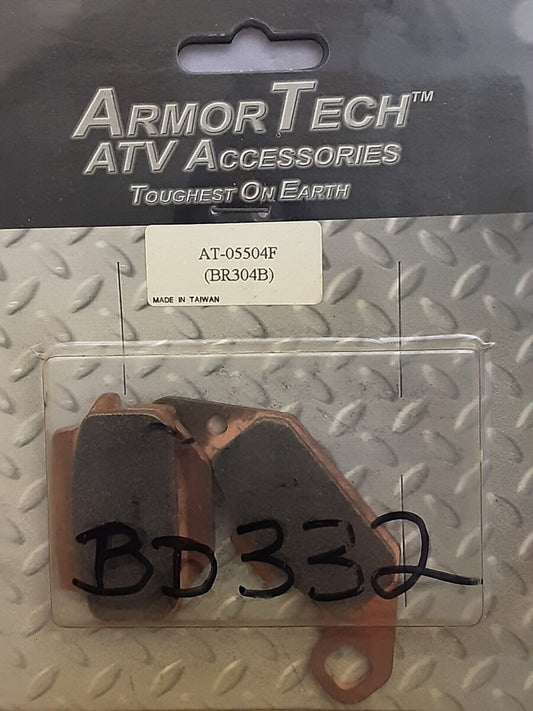 ARMORTECH™
ATV ACCESSORIES
TOUGHEST ON EARTH
AT-05504F
(BR304B)
MADE IN TAIWAN
BD332